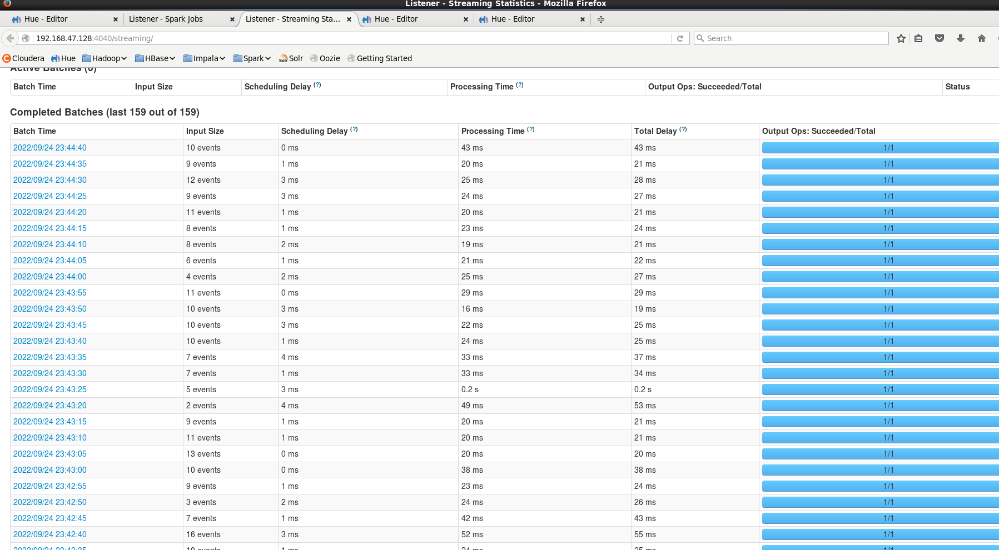 Listener - Streaming Statistics - Mozilla Firefox
Hue - Editor Listener - Spark Jobs Listener - Streaming Sta... Hue - Editor Hue - Editor
192.168.47.128:4040/streaming/ Search
Cloudera Hue Hadoop HBase Impala Spark Solr Oozie Getting Started
Active Batches (0)
Batch Time Input Size Scheduling Delay (?) Processing Time (?) Output Ops: Succeeded/Total Status
Completed Batches (last 159 out of 159)
Batch Time Input Size Scheduling Delay (?) Processing Time (?) Total Delay (?) Output Ops: Succeeded/Total
2022/09/24 23:44:40 10 events 0 ms 43 ms 43 ms 1/1
2022/09/24 23:44:35 9 events 1 ms 20 ms 21 ms 1/1
2022/09/24 23:44:30 12 events 3 ms 25 ms 28 ms 1/1
2022/09/24 23:44:25 9 events 3 ms 24 ms 27 ms 1/1
2022/09/24 23:44:20 11 events 1 ms 20 ms 21 ms 1/1
2022/09/24 23:44:15 8 events 1 ms 23 ms 24 ms 1/1
2022/09/24 23:44:10 8 events 2 ms 19 ms 21 ms 1/1
2022/09/24 23:44:05 6 events 1 ms 21 ms 22 ms 1/1
2022/09/24 23:44:00 4 events 2 ms 25 ms 27 ms 1/1
2022/09/24 23:43:55 11 events 0 ms 29 ms 29 ms 1/1
2022/09/24 23:43:50 10 events 3 ms 16 ms 19 ms 1/1
2022/09/24 23:43:45 10 events 3 ms 22 ms 25 ms 1/1
2022/09/24 23:43:40 10 events 1 ms 24 ms 25 ms 1/1
2022/09/24 23:43:35 7 events 4 ms 33 ms 37 ms 1/1
2022/09/24 23:43:30 7 events 1 ms 33 ms 34 ms 1/1
2022/09/24 23:43:25 5 events 3 ms 0.2 s 0.2 s 1/1
2022/09/24 23:43:20 2 events 4 ms 49 ms 53 ms 1/1
2022/09/24 23:43:15 9 events 1 ms 20 ms 21 ms 1/1
2022/09/24 23:43:10 11 events 1 ms 20 ms 21 ms 1/1
2022/09/24 23:43:05 13 events 0 ms 20 ms 20 ms 1/1
2022/09/24 23:43:00 10 events 0 ms 38 ms 38 ms 1/1
2022/09/24 23:42:55 9 events 1 ms 23 ms 24 ms 1/1
2022/09/24 23:42:50 3 events 2 ms 24 ms 26 ms 1/1
2022/09/24 23:42:45 7 events 1 ms 42 ms 43 ms 1/1
2022/09/24 23:42:40 16 events 3 ms 52 ms 55 ms 1/1
2022/09/24 23:42:35 10 events 1 ms 24 ms 25 ms 1/1